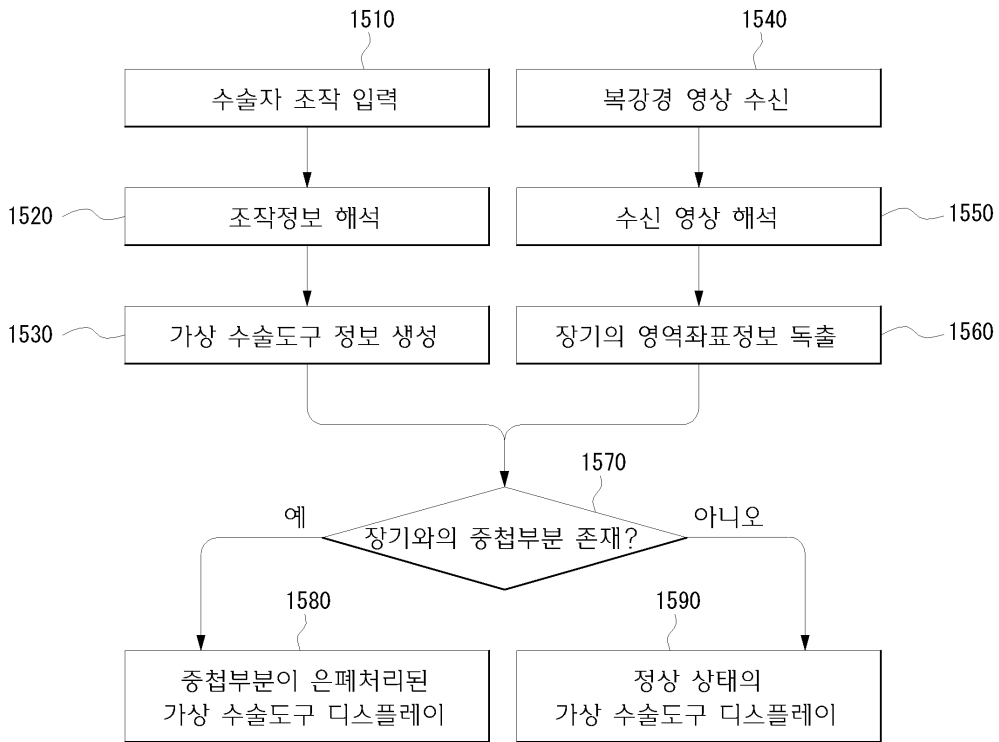 1510
1540
수술자 조작 입력
복강경 영상 수신
1520
조작정보 해석
수신 영상 해석
1550
1530
가상 수술도구 정보 생성
장기의 영역좌표정보 독출
1560
1570
예
장기와의 중첩부분 존재?
아니오
1580
1590
중첩부분이 은폐처리된
가상 수술도구 디스플레이
정상 상태의
가상 수술도구 디스플레이